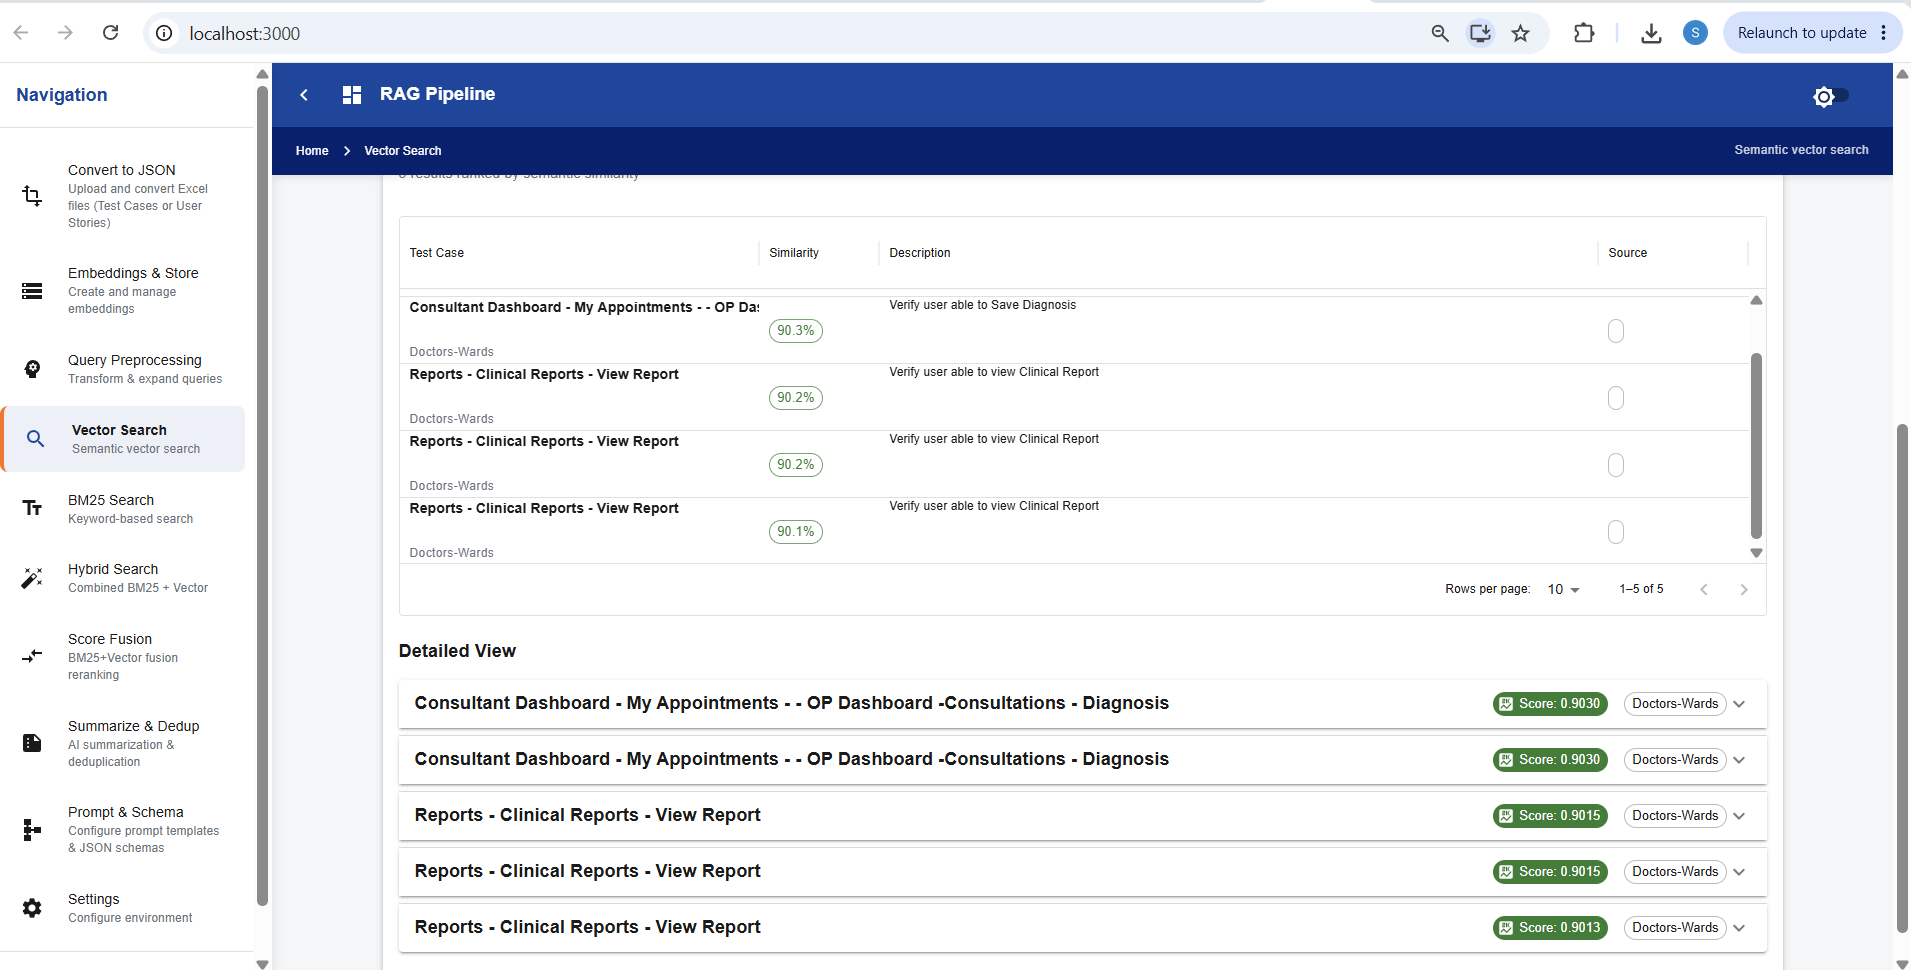 localhost:3000
S
Relaunch to update
Navigation
RAG Pipeline
Home
Vector Search
Semantic vector search
Convert to JSON
Upload and convert Excel
files (Test Cases or User
Stories)
Embeddings & Store
Create and manage
embeddings
Query Preprocessing
Transform & expand queries
Vector Search
Semantic vector search
BM25 Search
Keyword-based search
Hybrid Search
Combined BM25 + Vector
Score Fusion
BM25+Vector fusion
reranking
Summarize & Dedup
AI summarization &
deduplication
Prompt & Schema
Configure prompt templates
& JSON schemas
Settings
Configure environment
results ranked by semantic similarity
Test Case
Similarity
Description
Source
Consultant Dashboard - My Appointments - - OP Das
Verify user able to Save Diagnosis
90.3%
Doctors-Wards
Reports - Clinical Reports - View Report
Verify user able to view Clinical Report
90.2%
Doctors-Wards
Reports - Clinical Reports - View Report
Verify user able to view Clinical Report
90.2%
Doctors-Wards
Reports - Clinical Reports - View Report
Verify user able to view Clinical Report
90.1%
Doctors-Wards
Rows per page:
10
1–5 of 5
Detailed View
Consultant Dashboard - My Appointments - - OP Dashboard -Consultations - Diagnosis
Score: 0.9030
Doctors-Wards
Consultant Dashboard - My Appointments - - OP Dashboard -Consultations - Diagnosis
Score: 0.9030
Doctors-Wards
Reports - Clinical Reports - View Report
Score: 0.9015
Doctors-Wards
Reports - Clinical Reports - View Report
Score: 0.9015
Doctors-Wards
Reports - Clinical Reports - View Report
Score: 0.9013
Doctors-Wards